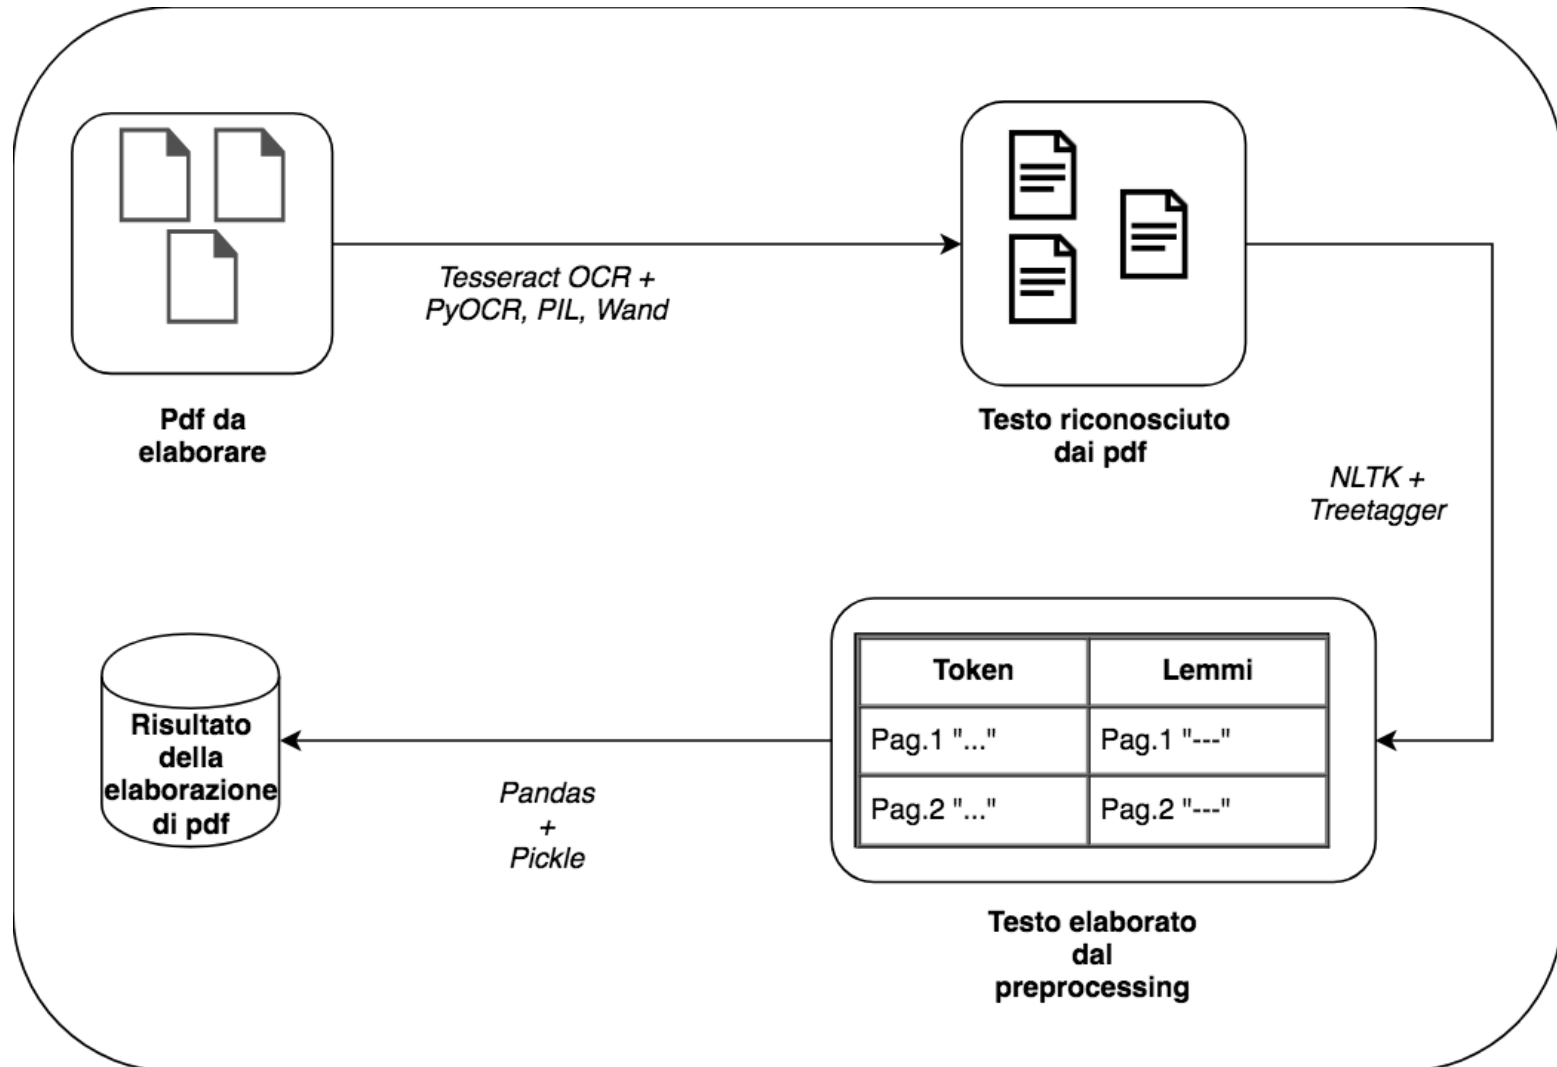 Tesseract OCR +
PyOCR, PIL, Wand
Pdf da
elaborare
Testo riconosciuto
dai pdf
NLTK +
Treetagger
Token
Lemmi
Pag.1 "..."
Pag.1 "---"
Pag.2 "..."
Pag.2 "---"
Testo elaborato
dal
preprocessing
Pandas
+
Pickle
Risultato
della
elaborazione
di pdf